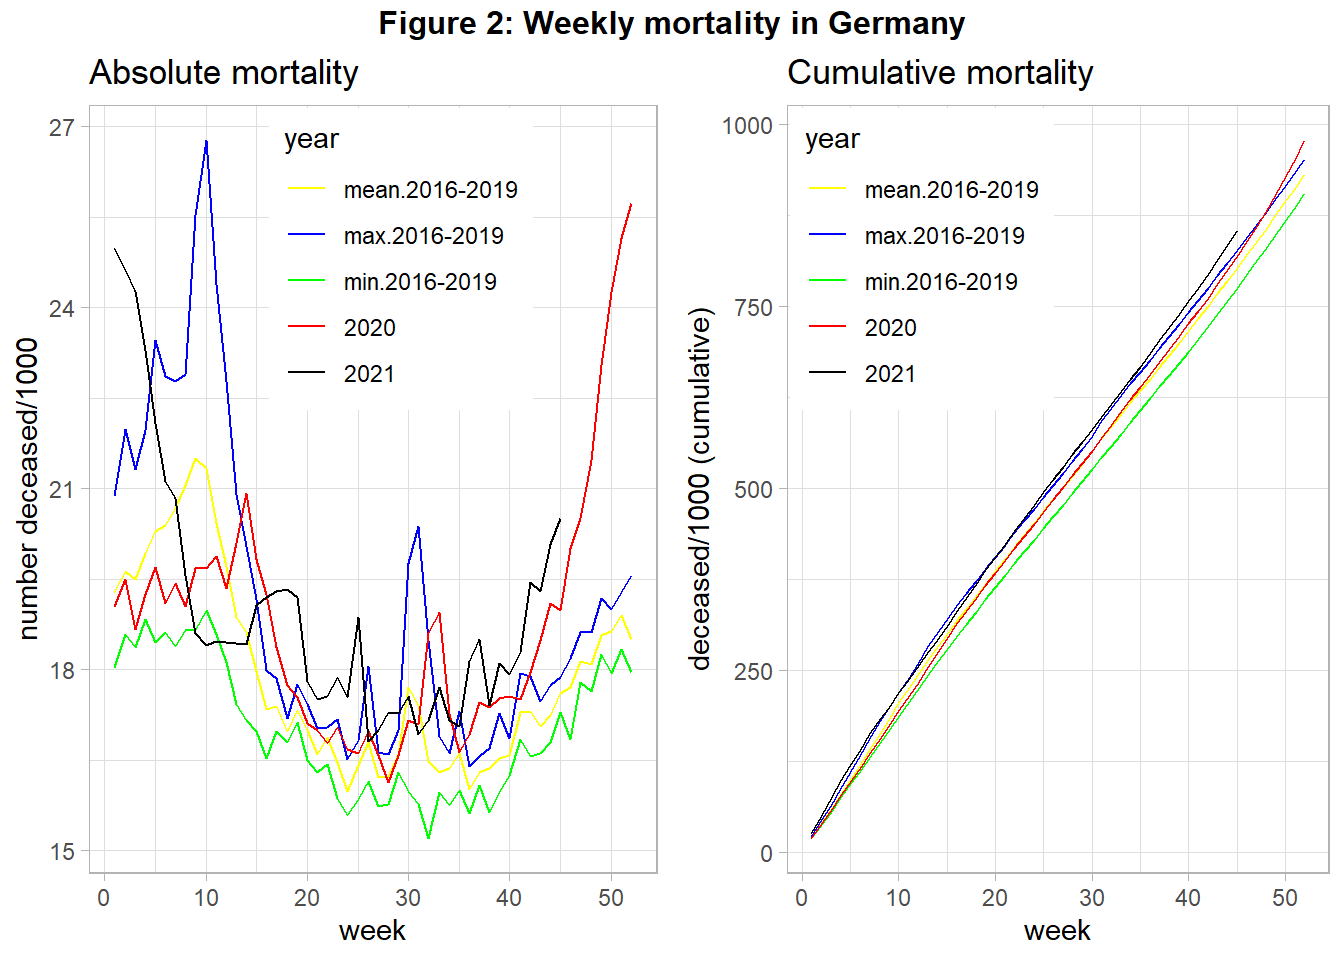 Figure 2: Weekly mortality in Germany
Absolute mortality
number deceased/1000
27
24
21
18
15
year
mean.2016-2019
max.2016-2019
min.2016-2019
2020
2021
0 10 20 30 40 50
week
Cumulative mortality
deceased/1000 (cumulative)
1000
750
500
250
0
year
mean.2016-2019
max.2016-2019
min.2016-2019
2020
2021
0 10 20 30 40 50
week